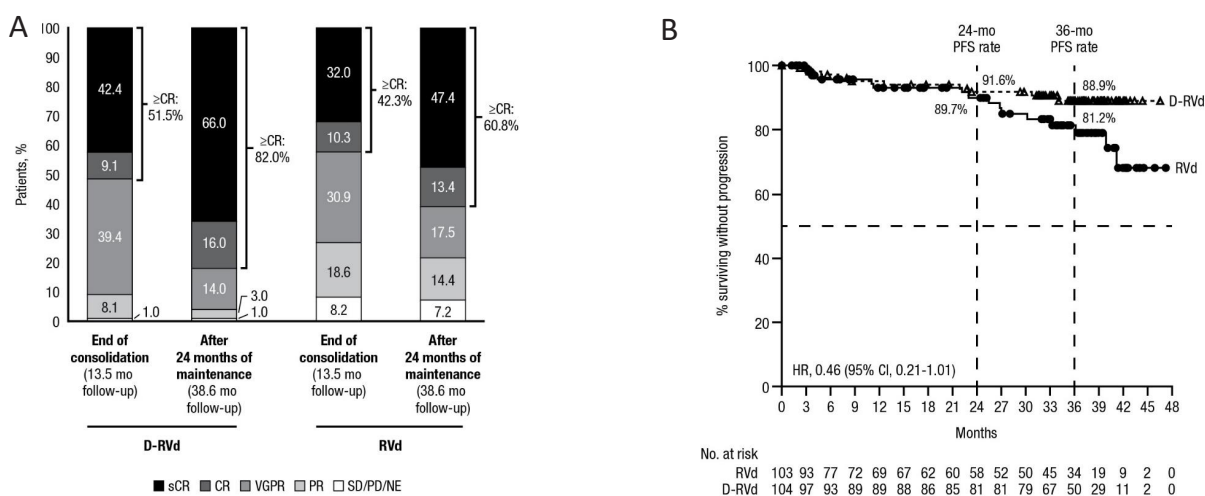 A
Patients, %
100
90
80
70
60
50
40
30
20
10
0
42.4
9.1
39.4
8.1
1.0
≥CR:
51.5%
66.0
16.0
14.0
3.0
1.0
≥CR:
82.0%
32.0
10.3
30.9
18.6
8.2
≥CR:
42.3%
47.4
13.4
17.5
14.4
7.2
≥CR:
60.8%
End of
consolidation
(13.5 mo
follow-up)
After
24 months of
maintenance
(38.6 mo
follow-up)
End of
consolidation
(13.5 mo
follow-up)
After
24 months of
maintenance
(38.6 mo
follow-up)
D-RVd
RVd
sCR CR VGPR PR SD/PD/NE
B
24-mo
PFS rate
36-mo
PFS rate
% surviving without progression
100
80
60
40
20
0
91.6%
89.7%
88.9%
81.2%
D-RVd
RVd
HR, 0.46 (95% CI, 0.21-1.01)
0 3 6 9 12 15 18 21 24 27 30 33 36 39 42 45 48
Months
No. at risk
RVd 103 93 77 72 69 67 62 60 58 52 50 45 34 19 9 2 0
D-RVd 104 97 93 89 89 88 86 85 81 81 79 67 50 29 11 2 0